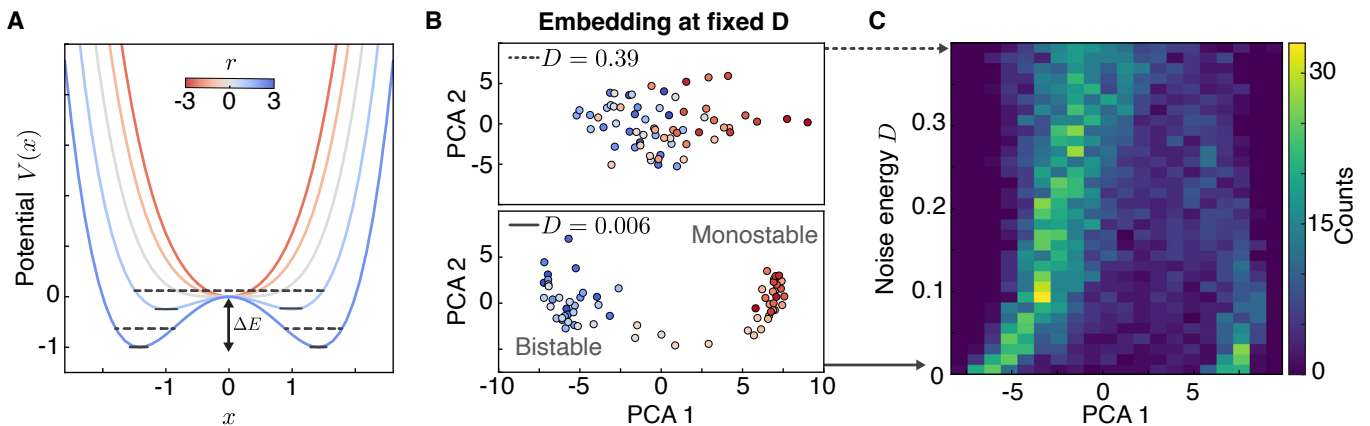 A
Potential V(x)
0
-1
r
-3 0 3
ΔE
-1 0 1
x
B
Embedding at fixed D
D = 0.39
PCA 2
5
0
-5
D = 0.006
Monostable
PCA 2
5
0
-5
Bistable
-10 -5 0 5 10
PCA 1
C
Noise energy D
0.3
0.2
0.1
0
-5 0 5
PCA 1
30
15
0
Counts